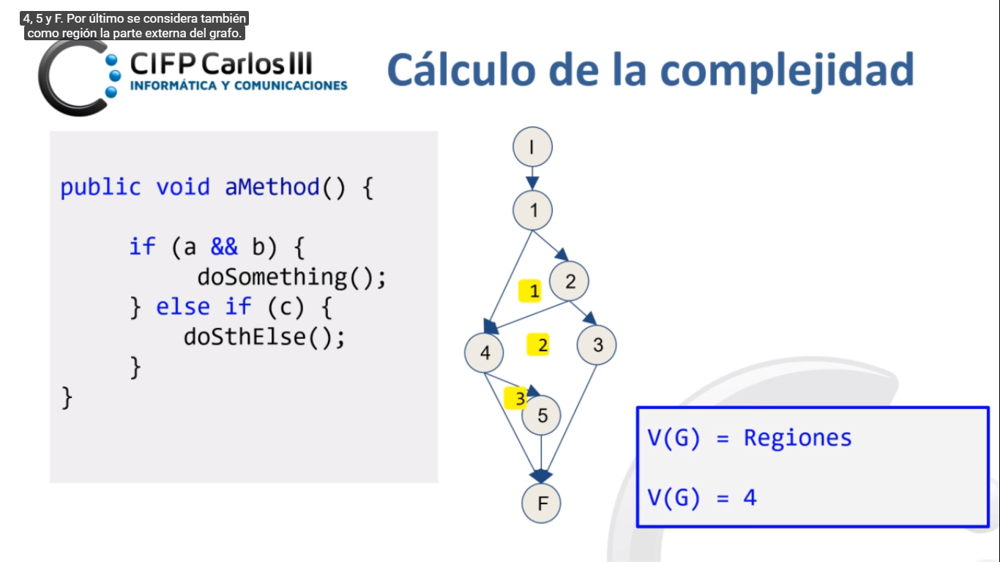 4, 5 y F. Por último se considera también
como región la parte externa del grafo.
CIFP Carlos III
INFORMÁTICA Y COMUNICACIONES
Cálculo de la complejidad
public void aMethod() {
if (a && b) {
doSomething();
} else if (c) {
doSthElse();
}
}
I
1
2
1
4
2
3
3
5
F
V(G) = Regiones
V(G) = 4